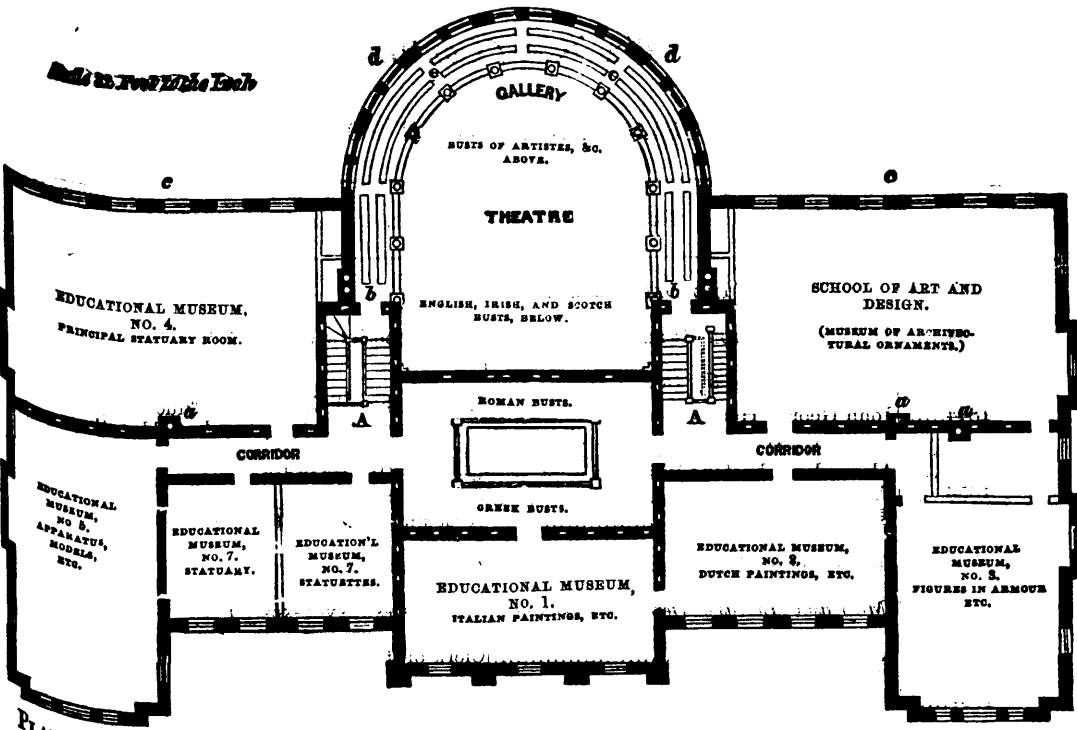 d
d
GALLERY
BUSTS OF ARTISTES, &C.
ABOVE.
c
THEATRE
EDUCATIONAL MUSEUM,
NO. 4.
PRINCIPAL STATUARY ROOM.
b
b
ENGLISH, IRISH, AND SCOTCH
BUSTS, BELOW.
SCHOOL OF ART AND
DESIGN.
(MUSEUM OF ARCHITEC-
TURAL ORNAMENTS.)
a
A
ROMAN BUSTS.
A
a
a
CORRIDOR
CORRIDOR
GREEK BUSTS.
EDUCATIONAL
MUSEUM,
NO 5.
APPARATUS,
MODELS,
ETC.
EDUCATIONAL
MUSEUM,
NO. 7.
STATUARY.
EDUCATION'L
MUSEUM,
NO. 7.
STATUETTES.
EDUCATIONAL MUSEUM,
NO. 1.
ITALIAN PAINTINGS, ETC.
EDUCATIONAL MUSEUM,
NO. 2,
DUTCH PAINTINGS, ETC.
EDUCATIONAL
MUSEUM,
NO. 3.
FIGURES IN ARMOUR
ETC.